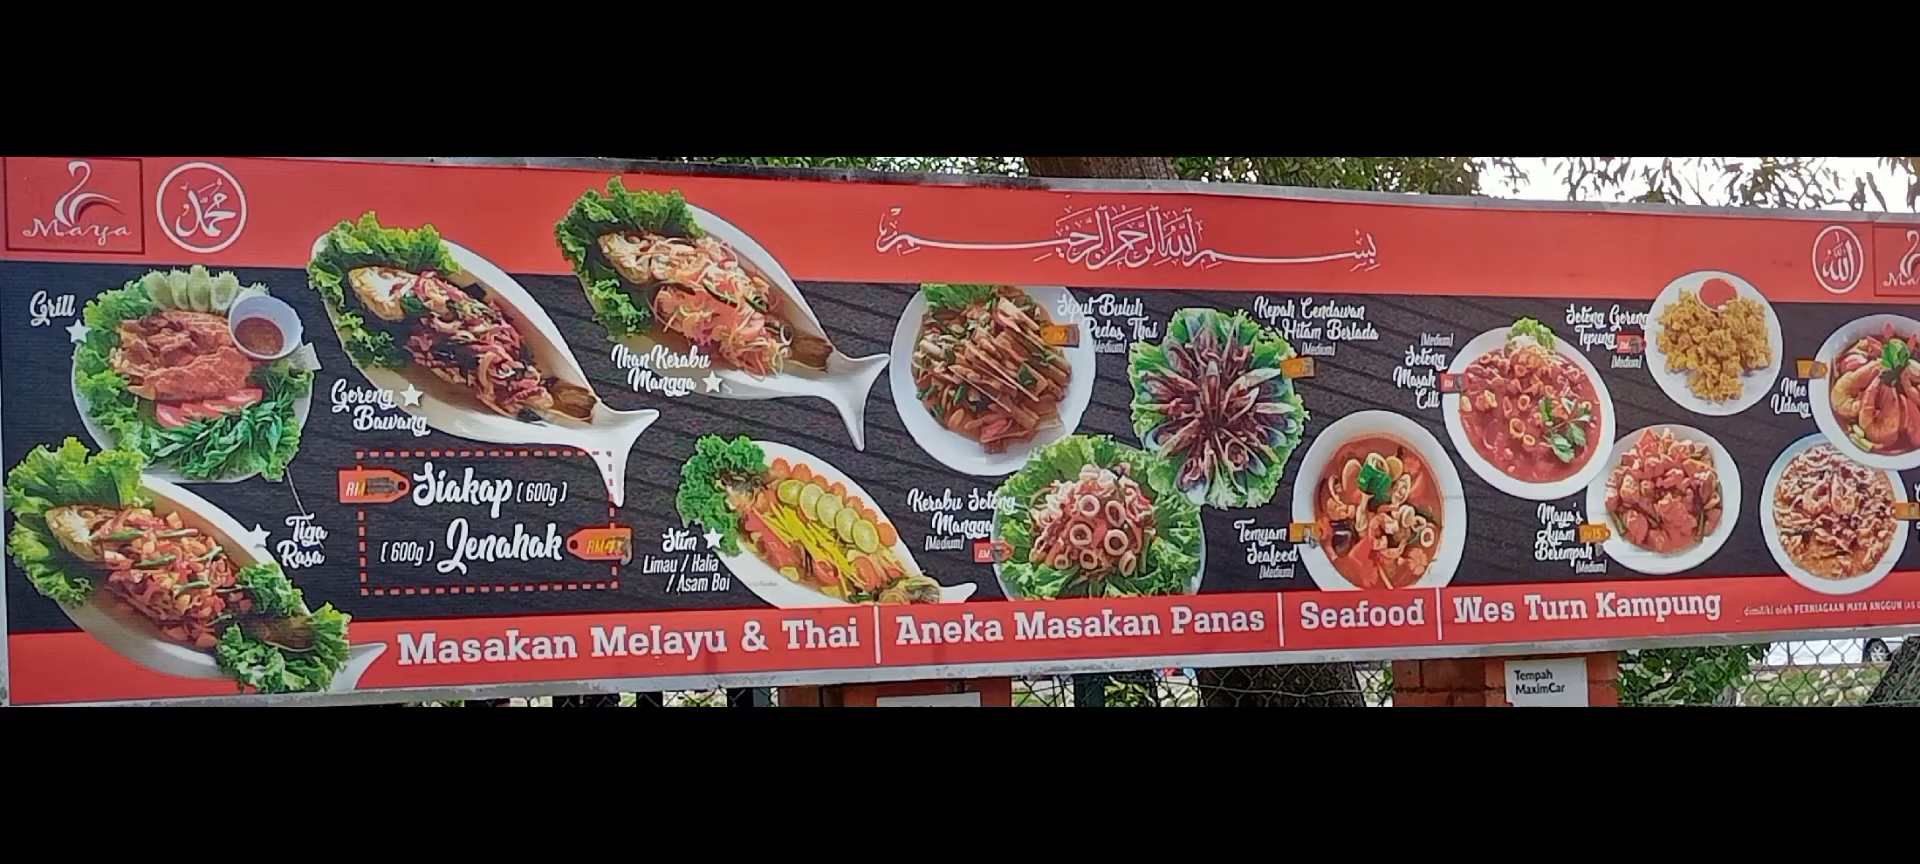 Maya
محمد
بسم الله الرحمن الرحيم
الله
Grill
Goreng
Bawang
Ikan Kerabu
Mangga
Siput Buluh
Pedas Thai
[Medium]
Kepah Cendawan
Hitam Berlada
[Medium]
[Medium]
Sotong
Masak
Cili
RM
Sotong Goreng
Tepung
[Medium]
Mee
Udang
Tiga
Rasa
RM
Siakap (600g)
(600g) Jenahak
RM4
Stim
Limau / Halia
/ Asam Boi
Kerabu Sotong
Mangga
[Medium]
RM
Tomyam
Seafood
[Medium]
Maya's
Ayam
Berempah
[Medium]
Masakan Melayu & Thai | Aneka Masakan Panas | Seafood | Wes Turn Kampung
dimiliki oleh PERNIAGAAN MAYA ANGGUN
Tempah
MaximCar